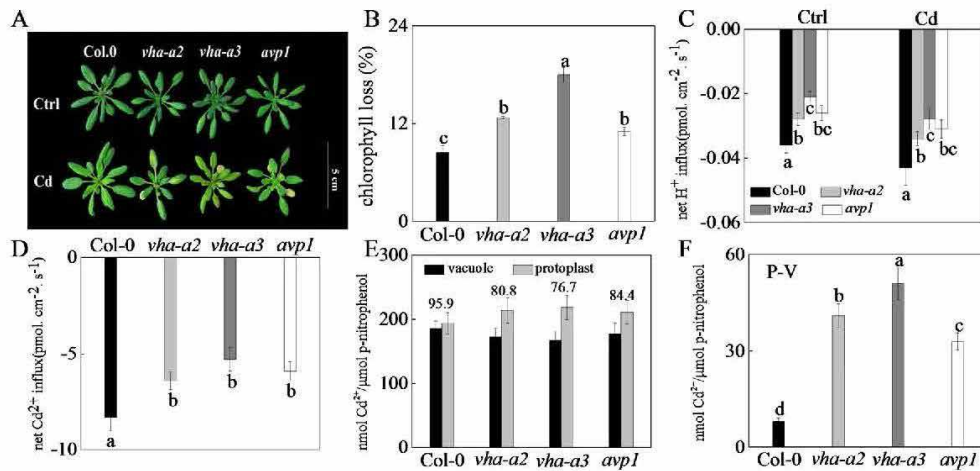 A
Col.0 vha-a2 vha-a3 avp1
Ctrl
Cd
5 cm
B
chlorophyll loss (%)
24
12
0
c
b
a
b
Col-0 vha-a2 vha-a3 avp1
C
Ctrl Cd
net H+ influx(pmol. cm-2. s-1)
-0.00
-0.02
-0.04
-0.06
a
b
c
bc
a
b
c
bc
Col-0 vha-a2
vha-a3 avp1
D
Col-0 vha-a2 vha-a3 avp1
net Cd2+ influx(pmol. cm-2. s-1)
0
-5
-10
a
b
b
b
E
vacuole protoplast
nmol Cd2+/μmol p-nitrophenol
300
200
100
0
95.9
80.8
76.7
84.4
Col-0 vha-a2 vha-a3 avp1
F
P-V
nmol Cd2+/μmol p-nitrophenol
60
30
0
d
b
a
c
Col-0 vha-a2 vha-a3 avp1